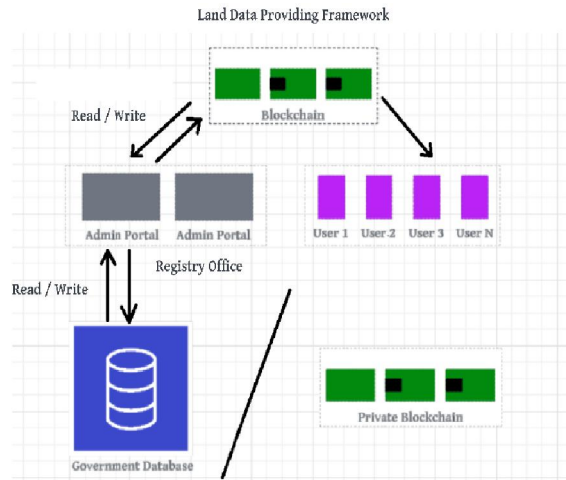 Land Data Providing Framework
Read / Write
Blockchain
Admin Portal
Admin Portal
User 1
User 2
User 3
User N
Registry Office
Read / Write
Private Blockchain
Government Database